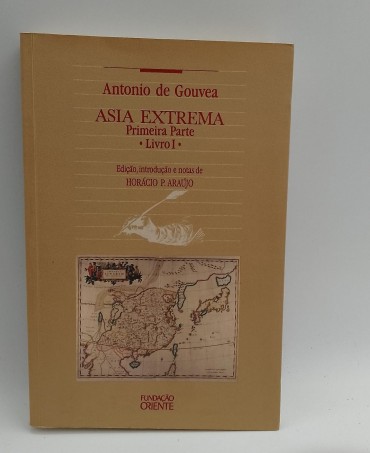 Antonio de Gouvea
ASIA EXTREMA
Primeira Parte
• Livro I •
Edição, introdução e notas de
HORÁCIO P. ARAÚJO
FUNDAÇÃO
ORIENTE